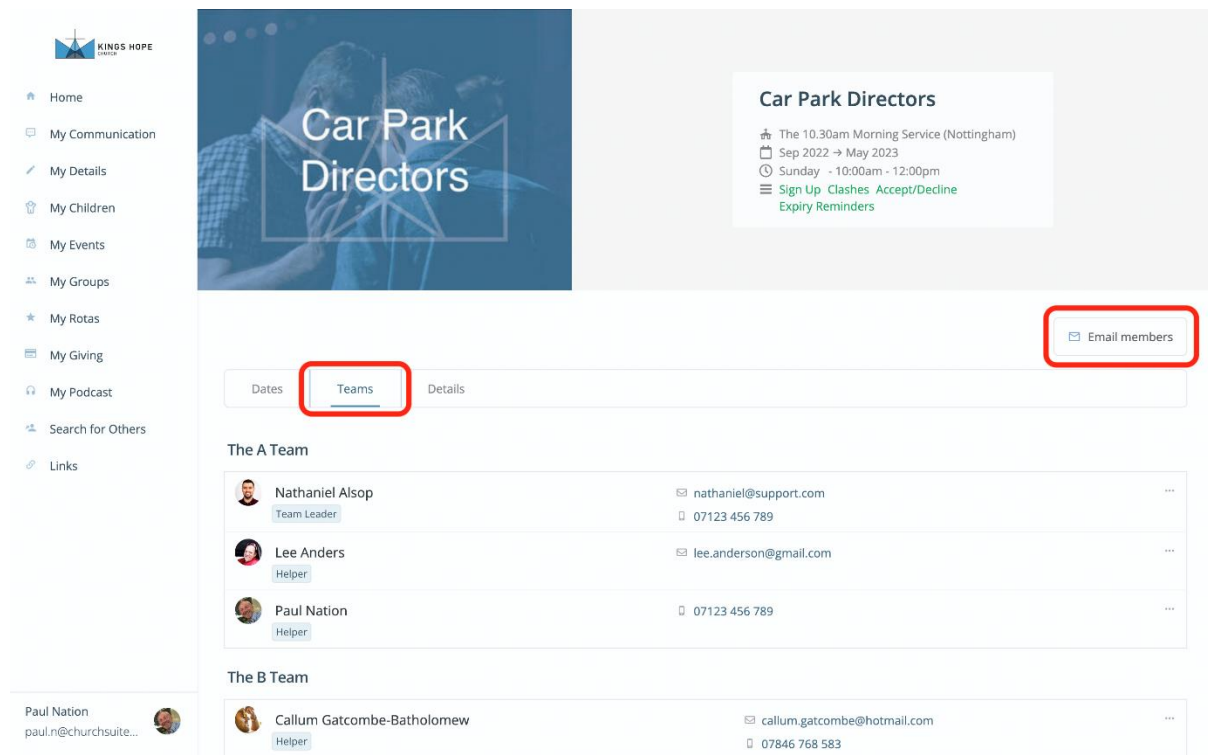 KINGS HOPE
CHURCH
Home
My Communication
My Details
My Children
My Events
My Groups
My Rotas
My Giving
My Podcast
Search for Others
Links
Paul Nation
paul.n@churchsuite...
Car Park
Directors
Car Park Directors
The 10.30am Morning Service (Nottingham)
Sep 2022 → May 2023
Sunday - 10:00am - 12:00pm
Sign Up Clashes Accept/Decline
Expiry Reminders
Email members
Dates Teams Details
The A Team
Nathaniel Alsop nathaniel@support.com ...
Team Leader 07123 456 789
Lee Anders lee.anderson@gmail.com ...
Helper
Paul Nation 07123 456 789 ...
Helper
The B Team
Callum Gatcombe-Batholomew callum.gatcombe@hotmail.com ...
Helper 07846 768 583